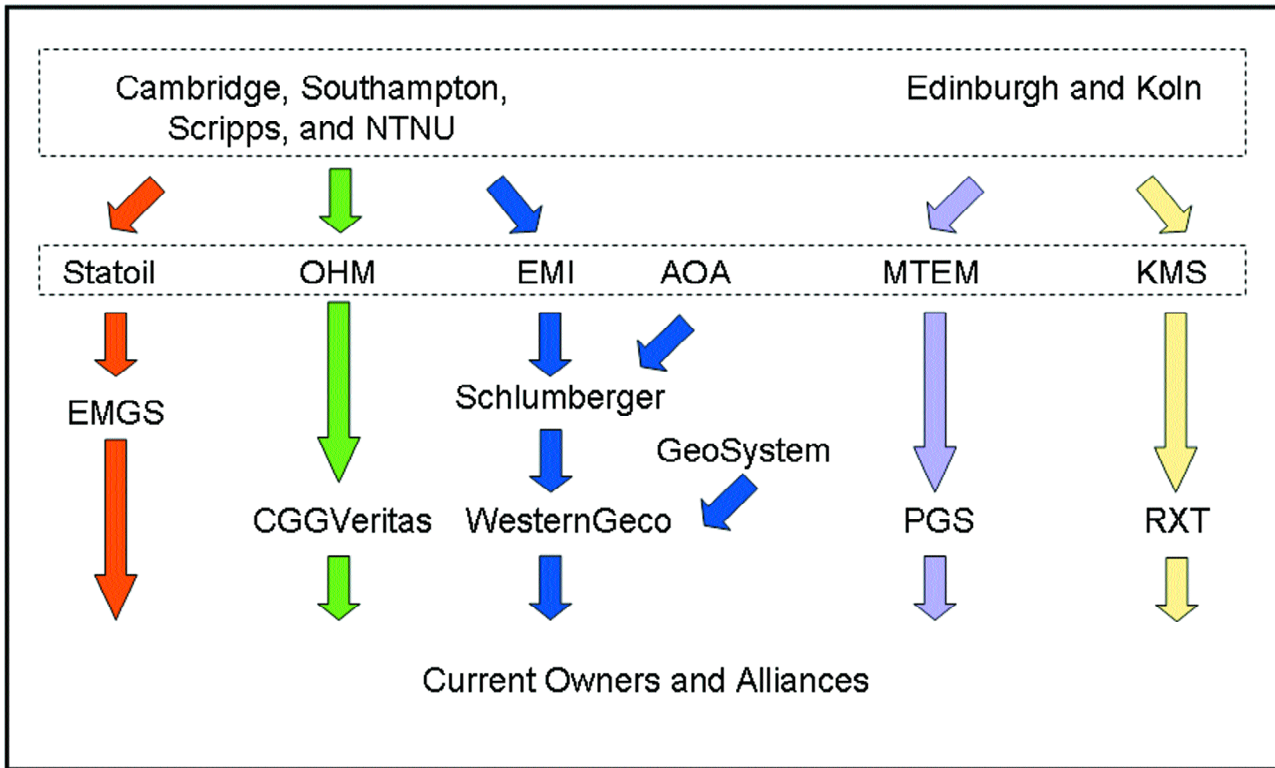 Cambridge, Southampton,
Scripps, and NTNU
Edinburgh and Koln
Statoil
OHM
EMI
AOA
MTEM
KMS
EMGS
Schlumberger
GeoSystem
CGGVeritas
WesternGeco
PGS
RXT
Current Owners and Alliances